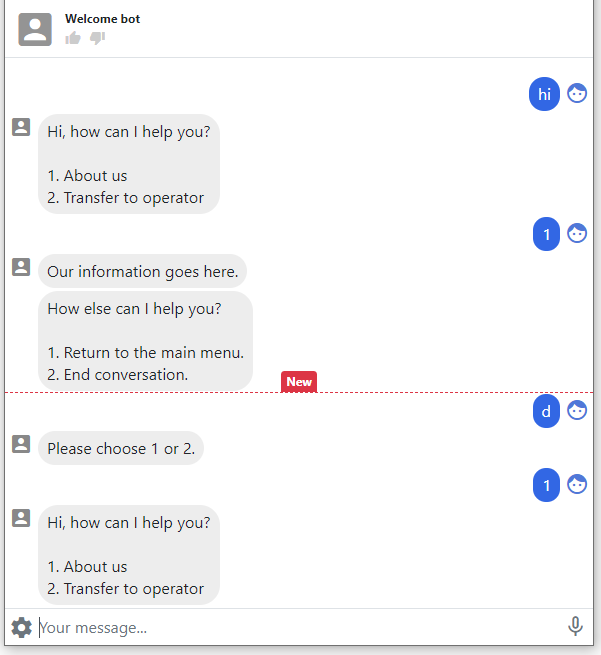 Welcome bot
hi
Hi, how can I help you?
1. About us
2. Transfer to operator
1
Our information goes here.
How else can I help you?
1. Return to the main menu.
2. End conversation.
New
d
Please choose 1 or 2.
1
Hi, how can I help you?
1. About us
2. Transfer to operator
Your message...